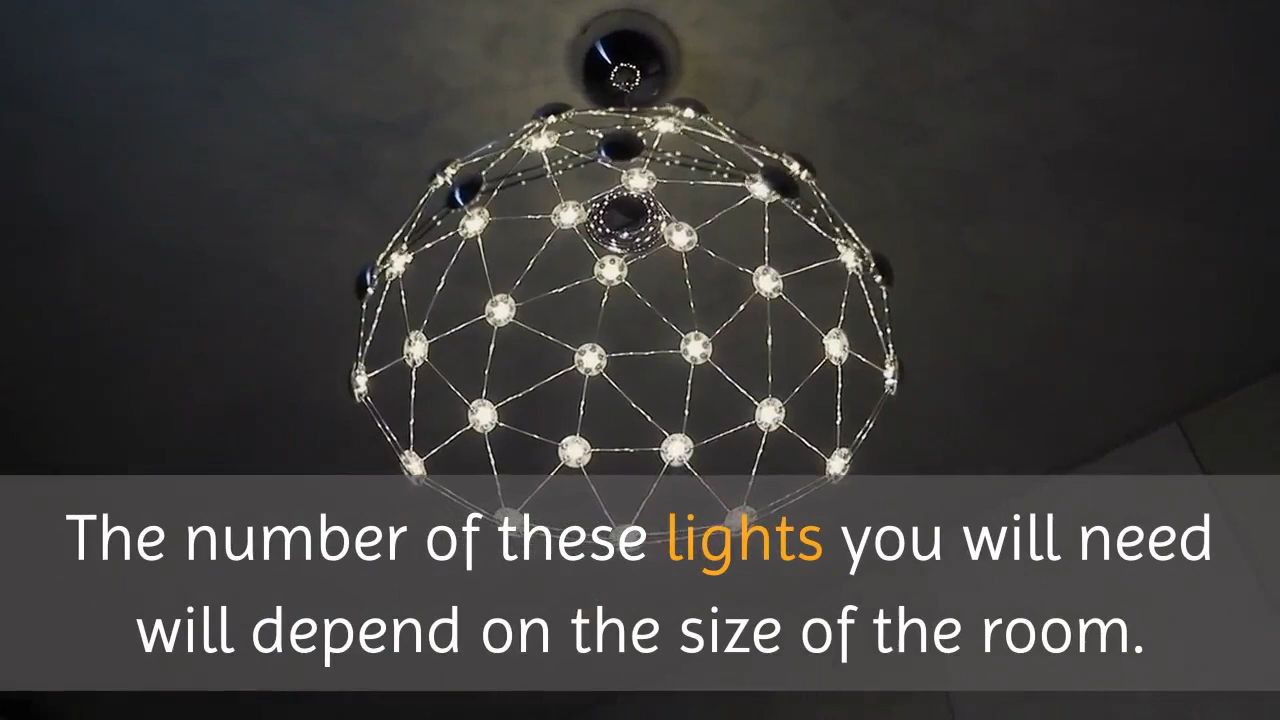 The number of these lights you will need
will depend on the size of the room.